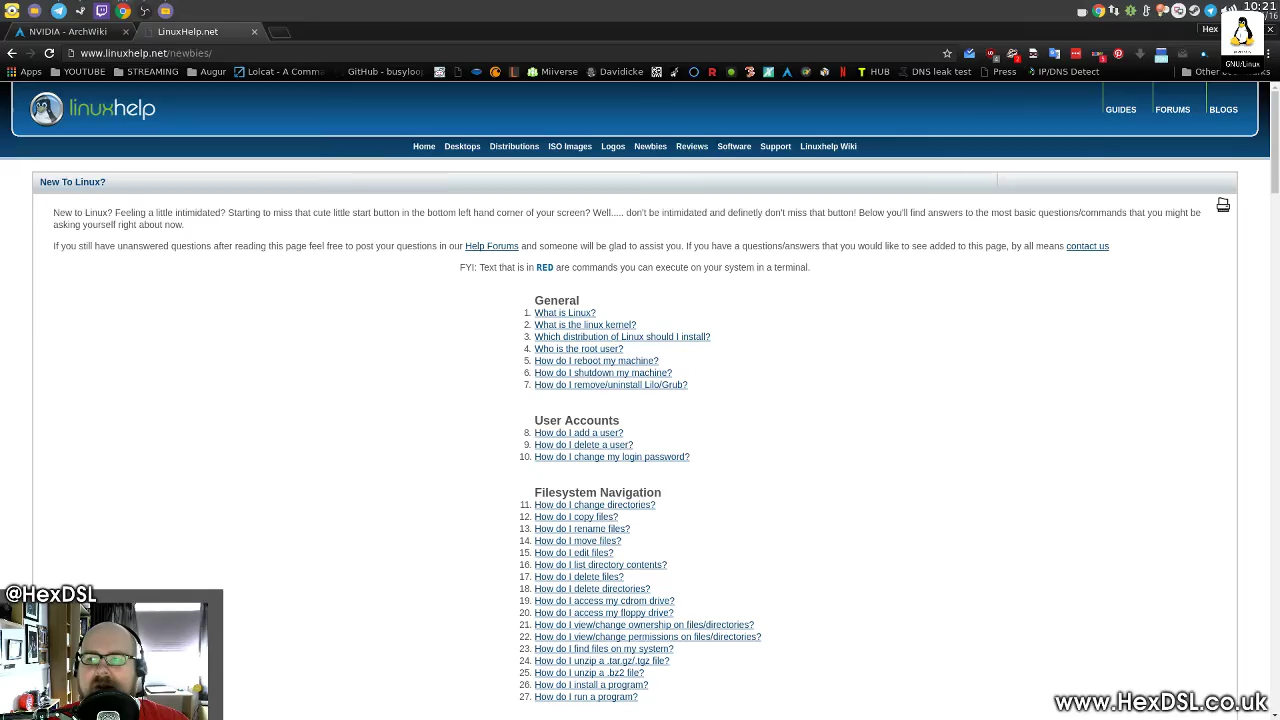 10:21
/16
NVIDIA - ArchWiki
LinuxHelp.net
Hex
www.linuxhelp.net/newbies/
GNU/Linux
Apps
YOUTUBE
STREAMING
Augur
Loicat - A Comma
GitHub - busyloop
Miiverse
Davidicke
HUB
DNS leak test
Press
IP/DNS Detect
Other bookmarks
linuxhelp
GUIDES
FORUMS
BLOGS
Home Desktops Distributions ISO Images Logos Newbies Reviews Software Support Linuxhelp Wiki
New To Linux?
New to Linux? Feeling a little intimidated? Starting to miss that cute little start button in the bottom left hand corner of your screen? Well..... don't be intimidated and definetly don't miss that button! Below you'll find answers to the most basic questions/commands that you might be
asking yourself right about now.
If you still have unanswered questions after reading this page feel free to post your questions in our Help Forums and someone will be glad to assist you. If you have a questions/answers that you would like to see added to this page, by all means contact us
FYI: Text that is in RED are commands you can execute on your system in a terminal.
General
1. What is Linux?
2. What is the linux kernel?
3. Which distribution of Linux should I install?
4. Who is the root user?
5. How do I reboot my machine?
6. How do I shutdown my machine?
7. How do I remove/uninstall Lilo/Grub?
User Accounts
8. How do I add a user?
9. How do I delete a user?
10. How do I change my login password?
Filesystem Navigation
11. How do I change directories?
12. How do I copy files?
13. How do I rename files?
14. How do I move files?
15. How do I edit files?
16. How do I list directory contents?
17. How do I delete files?
18. How do I delete directories?
19. How do I access my cdrom drive?
20. How do I access my floppy drive?
21. How do I view/change ownership on files/directories?
22. How do I view/change permissions on files/directories?
23. How do I find files on my system?
24. How do I unzip a .tar.gz/.tgz file?
25. How do I unzip a .bz2 file?
26. How do I install a program?
27. How do I run a program?
@HexDSL
www.HexDSL.co.uk